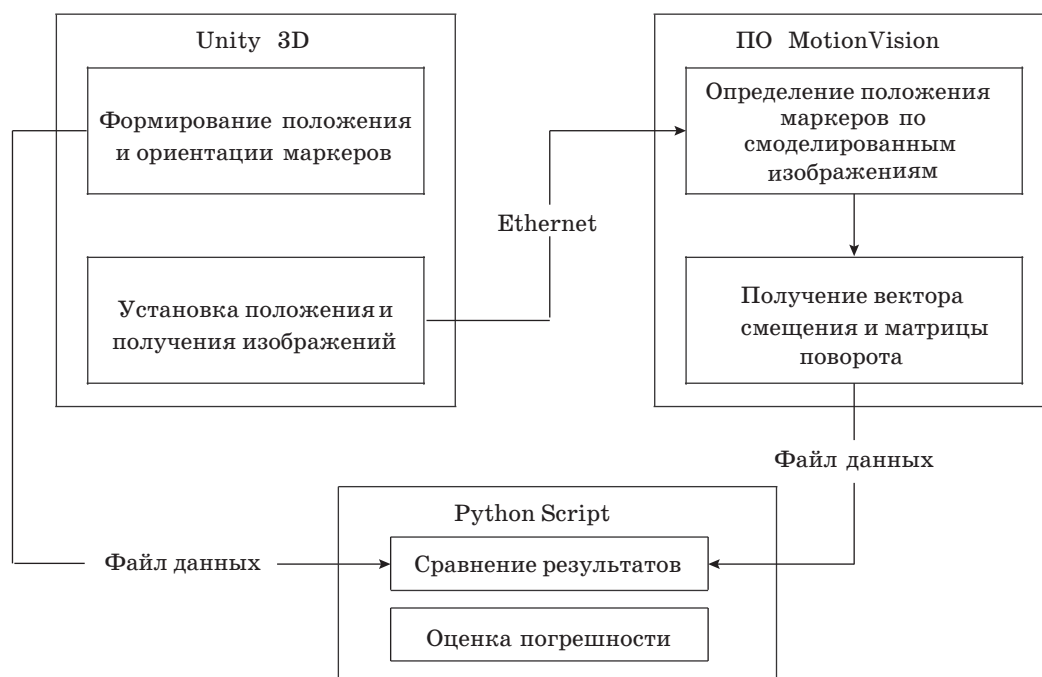 Unity 3D
Формирование положения
и ориентации маркеров
Установка положения и
получения изображений
Ethernet
ПО MotionVision
Определение положения
маркеров по
смоделированным
изображениям
Получение вектора
смещения и матрицы
поворота
Файл данных
Python Script
Файл данных
Сравнение результатов
Оценка погрешности